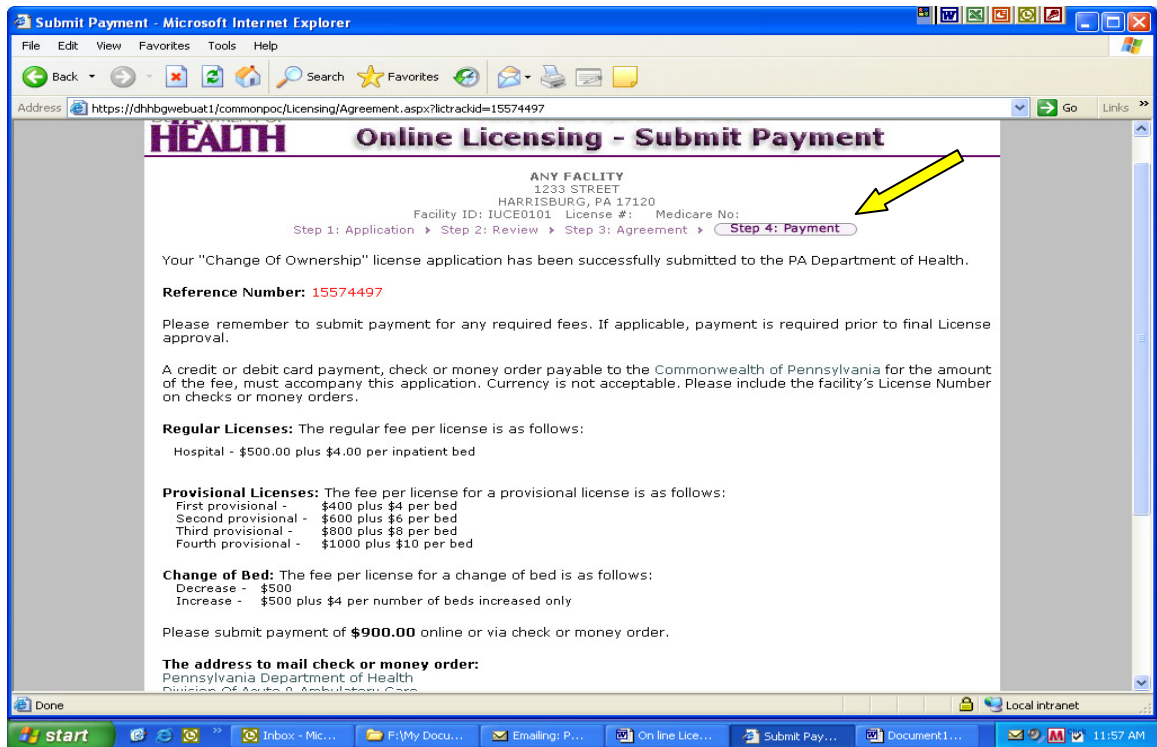 Submit Payment - Microsoft Internet Explorer
File Edit View Favorites Tools Help
Back Search Favorites
Address https://dhhbgwebuat1/commonpoc/Licensing/Agreement.aspx?lictrackid=15574497 Go Links »
DEPARTMENT OF
HEALTH Online Licensing - Submit Payment
ANY FACLITY
1233 STREET
HARRISBURG, PA 17120
Facility ID: IUCE0101 License #: Medicare No:
Step 1: Application Step 2: Review Step 3: Agreement Step 4: Payment
Your "Change Of Ownership" license application has been successfully submitted to the PA Department of Health.
Reference Number: 15574497
Please remember to submit payment for any required fees. If applicable, payment is required prior to final License
approval.
A credit or debit card payment, check or money order payable to the Commonwealth of Pennsylvania for the amount
of the fee, must accompany this application. Currency is not acceptable. Please include the facility's License Number
on checks or money orders.
Regular Licenses: The regular fee per license is as follows:
Hospital - $500.00 plus $4.00 per inpatient bed
Provisional Licenses: The fee per license for a provisional license is as follows:
First provisional - $400 plus $4 per bed
Second provisional - $600 plus $6 per bed
Third provisional - $800 plus $8 per bed
Fourth provisional - $1000 plus $10 per bed
Change of Bed: The fee per license for a change of bed is as follows:
Decrease - $500
Increase - $500 plus $4 per number of beds increased only
Please submit payment of $900.00 online or via check or money order.
The address to mail check or money order:
Pennsylvania Department of Health
Division Of Acute & Ambulatory Care
Done Local intranet
start » Inbox - Mic... F:\My Docu... Emailing: P... On line Lice... Submit Pay... Document1... 11:57 AM